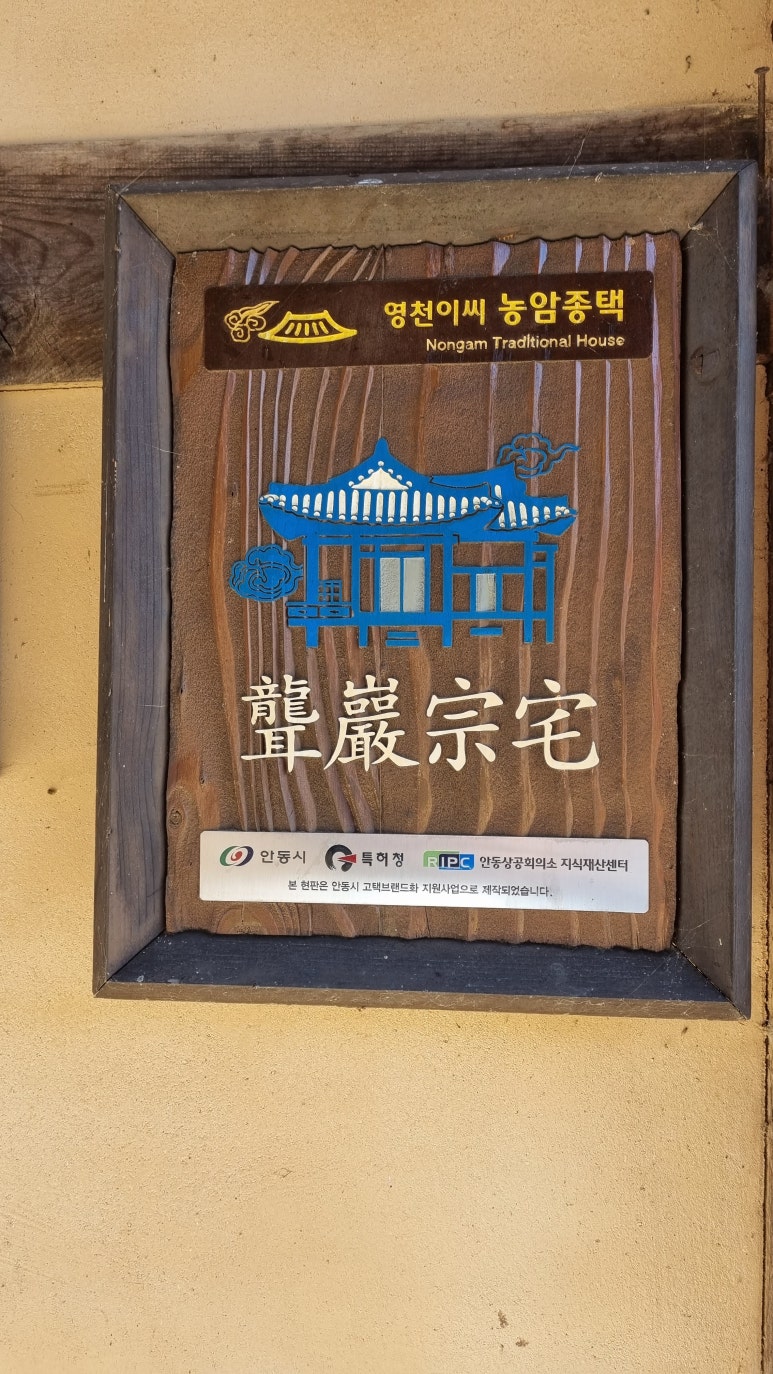 영천이씨 농암종택
Nongam Traditional House
聾巖宗宅
안동시 특허청 RIPC 안동상공회의소 지식재산센터
본 현판은 안동시 고택브랜드화 지원사업으로 제작되었습니다.